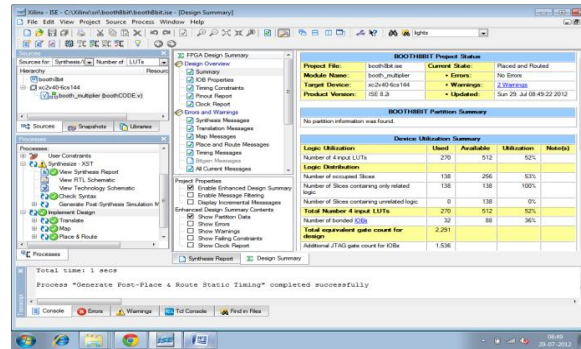 Xilinx - ISE - C:\Xilinx\sri\booth8bit\booth8bit.ise - [Design Summary]
File Edit View Project Source Process Window Help
lights
Sources
Sources for: Synthesis/ Number of LUTs
Hierarchy
booth8bit
xc2v40-6cs144
booth_multiplier (boothCODE.v)
Sources Snapshots Libraries
Processes
Processes:
User Constraints
Synthesize - XST
View Synthesis Report
View RTL Schematic
View Technology Schematic
Check Syntax
Generate Post-Synthesis Simulation M
Implement Design
Translate
Map
Place & Route
Processes
FPGA Design Summary
Design Overview
Summary
IOB Properties
Timing Constraints
Pinout Report
Clock Report
Errors and Warnings
Synthesis Messages
Translation Messages
Map Messages
Place and Route Messages
Timing Messages
Bitgen Messages
All Current Messages
Project Properties
Enable Enhanced Design Summary
Enable Message Filtering
Display Incremental Messages
Enhanced Design Summary Contents
Show Partition Data
Show Errors
Show Warnings
Show Failing Constraints
Show Clock Report
Synthesis Report Design Summary
BOOTH8BIT Project Status
Project File: booth8bit.ise Current State: Placed and Routed
Module Name: booth_multiplier • Errors: No Errors
Target Device: xc2v40-6cs144 • Warnings: 2 Warnings
Product Version: ISE 8.2i • Updated: Sun 29. Jul 08:49:22 2012
BOOTH8BIT Partition Summary
No partition information was found.
Device Utilization Summary
Logic Utilization Used Available Utilization Note(s)
Number of 4 input LUTs 270 512 52%
Logic Distribution
Number of occupied Slices 138 256 53%
Number of Slices containing only related logic 138 138 100%
Number of Slices containing unrelated logic 0 138 0%
Total Number 4 input LUTs 270 512 52%
Number of bonded IOBs 32 88 36%
Total equivalent gate count for design 2,291
Additional JTAG gate count for IOBs 1,536
Total time: 1 secs
Process "Generate Post-Place & Route Static Timing" completed successfully
Console Errors Warnings Tcl Console Find in Files
08:49
29-07-2012